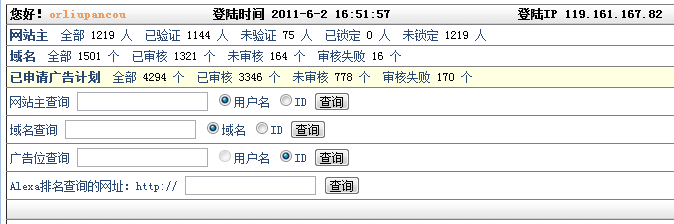 您好! orliupancou 登陆时间 2011-6-2 16:51:57 登陆IP 119.161.167.82
网站主 全部 1219 人 已验证 1144 人 未验证 75 人 已锁定 0 人 未锁定 1219 人
域名 全部 1501 个 已审核 1321 个 未审核 164 个 审核失败 16 个
已申请广告计划 全部 4294 个 已审核 3346 个 未审核 778 个 审核失败 170 个
网站主查询 用户名 ID 查询
域名查询 域名 ID 查询
广告位查询 用户名 ID 查询
Alexa排名查询的网址: http:// 查询